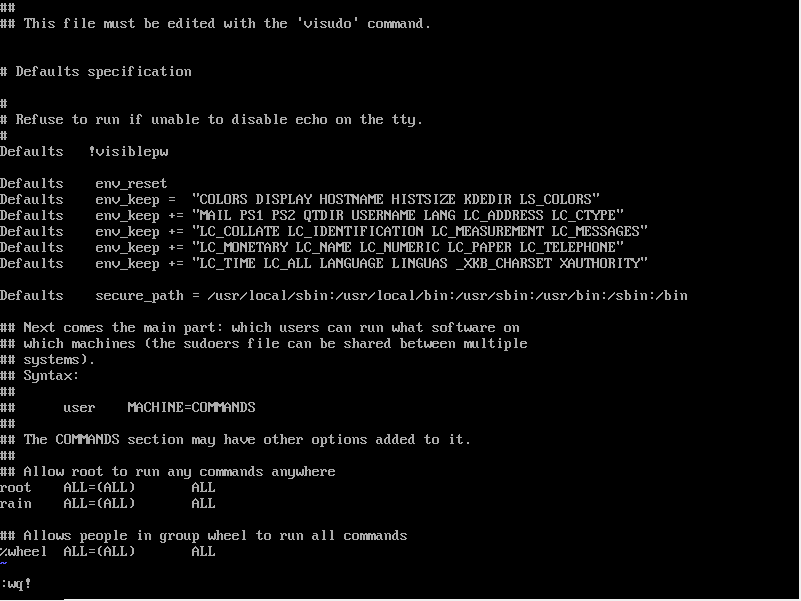 ##
## This file must be edited with the 'visudo' command.
# Defaults specification
#
# Refuse to run if unable to disable echo on the tty.
#
Defaults   !visiblepw
Defaults    env_reset
Defaults    env_keep =  "COLORS DISPLAY HOSTNAME HISTSIZE KDEDIR LS_COLORS"
Defaults    env_keep += "MAIL PS1 PS2 QTDIR USERNAME LANG LC_ADDRESS LC_CTYPE"
Defaults    env_keep += "LC_COLLATE LC_IDENTIFICATION LC_MEASUREMENT LC_MESSAGES"
Defaults    env_keep += "LC_MONETARY LC_NAME LC_NUMERIC LC_PAPER LC_TELEPHONE"
Defaults    env_keep += "LC_TIME LC_ALL LANGUAGE LINGUAS _XKB_CHARSET XAUTHORITY"
Defaults    secure_path = /usr/local/sbin:/usr/local/bin:/usr/sbin:/usr/bin:/sbin:/bin
## Next comes the main part: which users can run what software on
## which machines (the sudoers file can be shared between multiple
## systems).
## Syntax:
##
##      user    MACHINE=COMMANDS
##
## The COMMANDS section may have other options added to it.
##
## Allow root to run any commands anywhere
root    ALL=(ALL)       ALL
rain    ALL=(ALL)       ALL
## Allows people in group wheel to run all commands
%wheel  ALL=(ALL)       ALL
~
:wq!